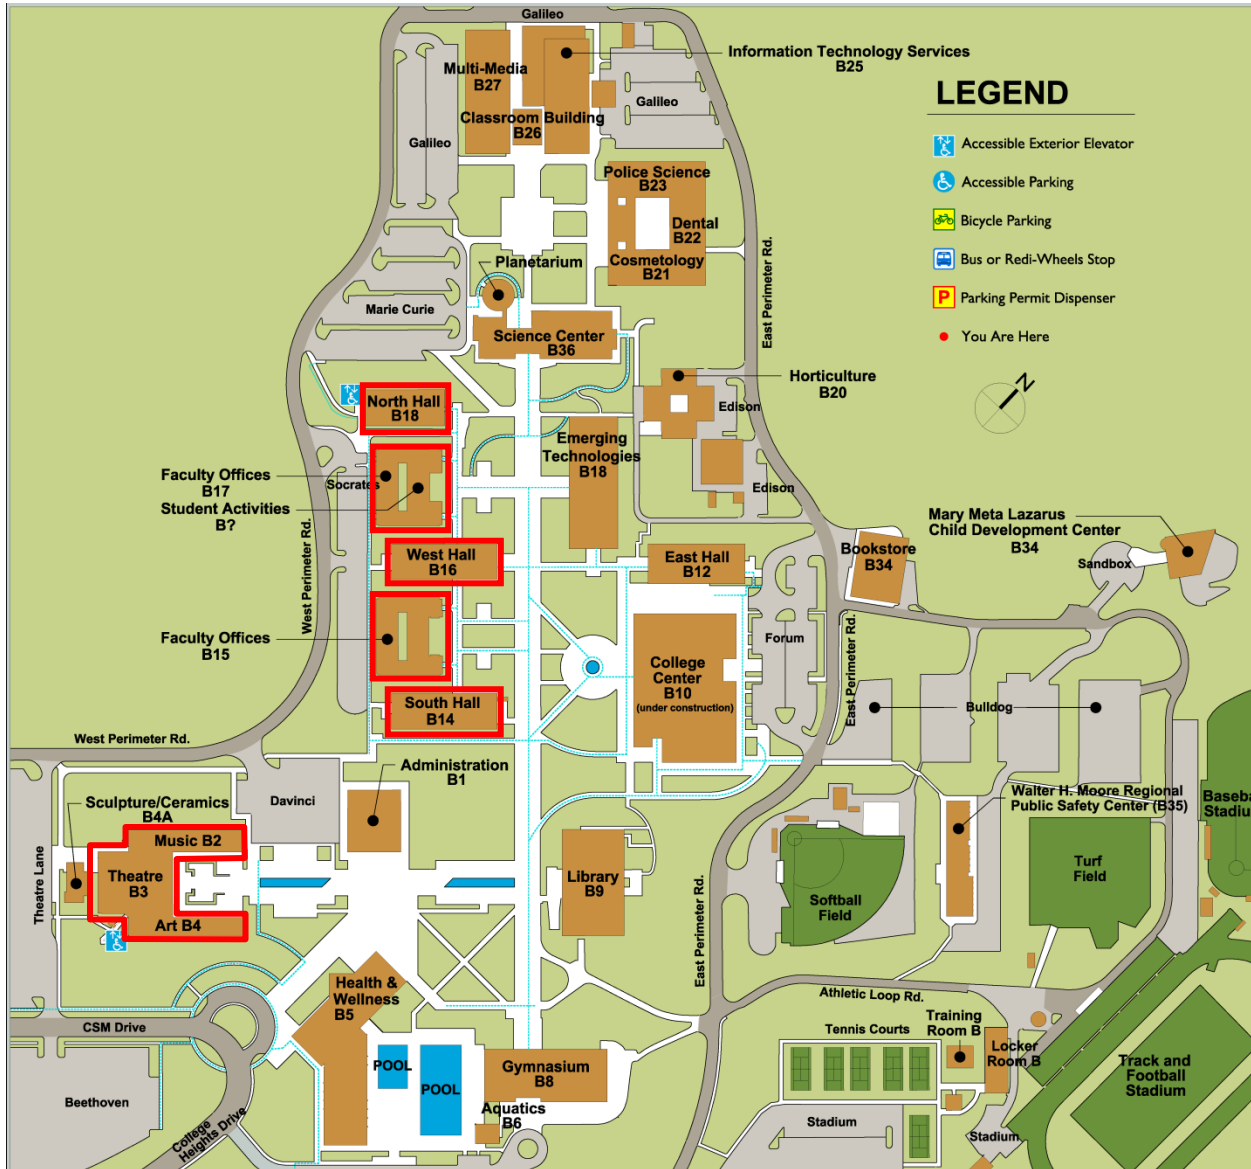 Galileo
Information Technology Services
B25
Multi-Media
B27
Classroom Building
B26
Galileo
Galileo
LEGEND
Accessible Exterior Elevator
Accessible Parking
Bicycle Parking
Bus or Redi-Wheels Stop
P
Parking Permit Dispenser
You Are Here
N
Police Science
B23
Dental
B22
Cosmetology
B21
East Perimeter Rd.
Planetarium
Marie Curie
Science Center
B36
Horticulture
B20
Edison
Edison
North Hall
B18
Emerging
Technologies
B18
Faculty Offices
B17
Socrates
Student Activities
B?
West Perimeter Rd.
West Hall
B16
East Hall
B12
Bookstore
B34
Mary Meta Lazarus
Child Development Center
B34
Sandbox
Faculty Offices
B15
Forum
East Perimeter Rd.
College
Center
B10
(under construction)
South Hall
B14
Bulldog
West Perimeter Rd.
Administration
B1
Davinci
Sculpture/Ceramics
B4A
Music B2
Theatre
B3
Art B4
Theatre Lane
Library
B9
Walter H. Moore Regional
Public Safety Center (B35)
Baseba
Stadium
Turf
Field
Softball
Field
East Perimeter Rd.
Health &
Wellness
B5
CSM Drive
Athletic Loop Rd.
Training
Room B
Tennis Courts
Locker
Room B
POOL
POOL
Gymnasium
B8
Aquatics
B6
Track and
Football
Stadium
Beethoven
College
Heights Drive
Stadium
Stadium